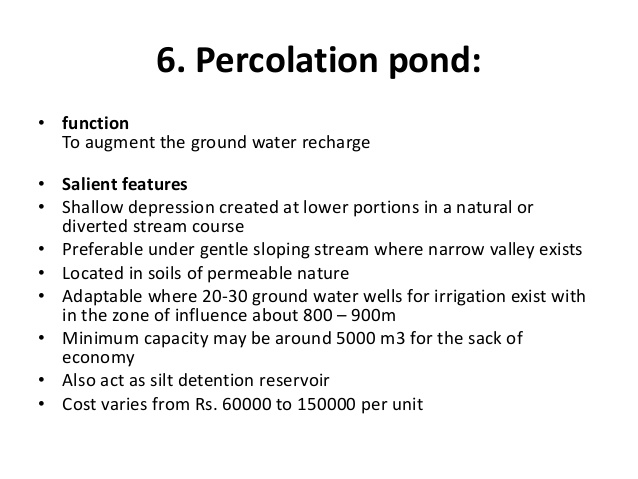 6. Percolation pond:
• function
To augment the ground water recharge
• Salient features
• Shallow depression created at lower portions in a natural or
diverted stream course
• Preferable under gentle sloping stream where narrow valley exists
• Located in soils of permeable nature
• Adaptable where 20-30 ground water wells for irrigation exist with
in the zone of influence about 800 – 900m
• Minimum capacity may be around 5000 m3 for the sack of
economy
• Also act as silt detention reservoir
• Cost varies from Rs. 60000 to 150000 per unit